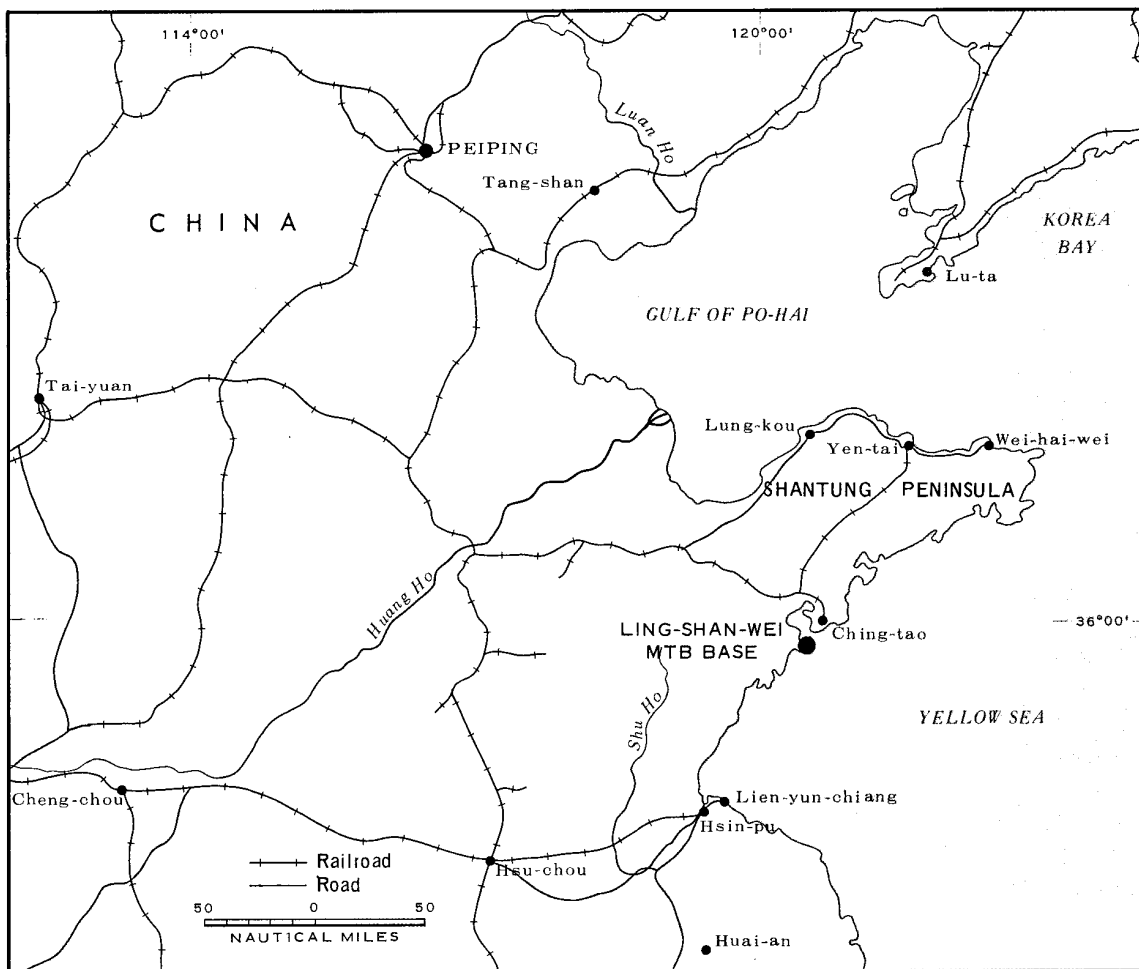 114°00'
120°00'
Luan Ho
PEIPING
Tang-shan
CHINA
KOREA
BAY
Lu-ta
GULF OF PO-HAI
Tai-yuan
Lung-kou
Yen-tai
Wei-hai-wei
SHANTUNG PENINSULA
Huang Ho
LING-SHAN-WEI
MTB BASE
Ching-tao
36°00'
Shu Ho
YELLOW SEA
Cheng-chou
Lien-yun-chiang
Hsin-pu
Railroad
Road
Hsu-chou
50 0 50
NAUTICAL MILES
Huai-an